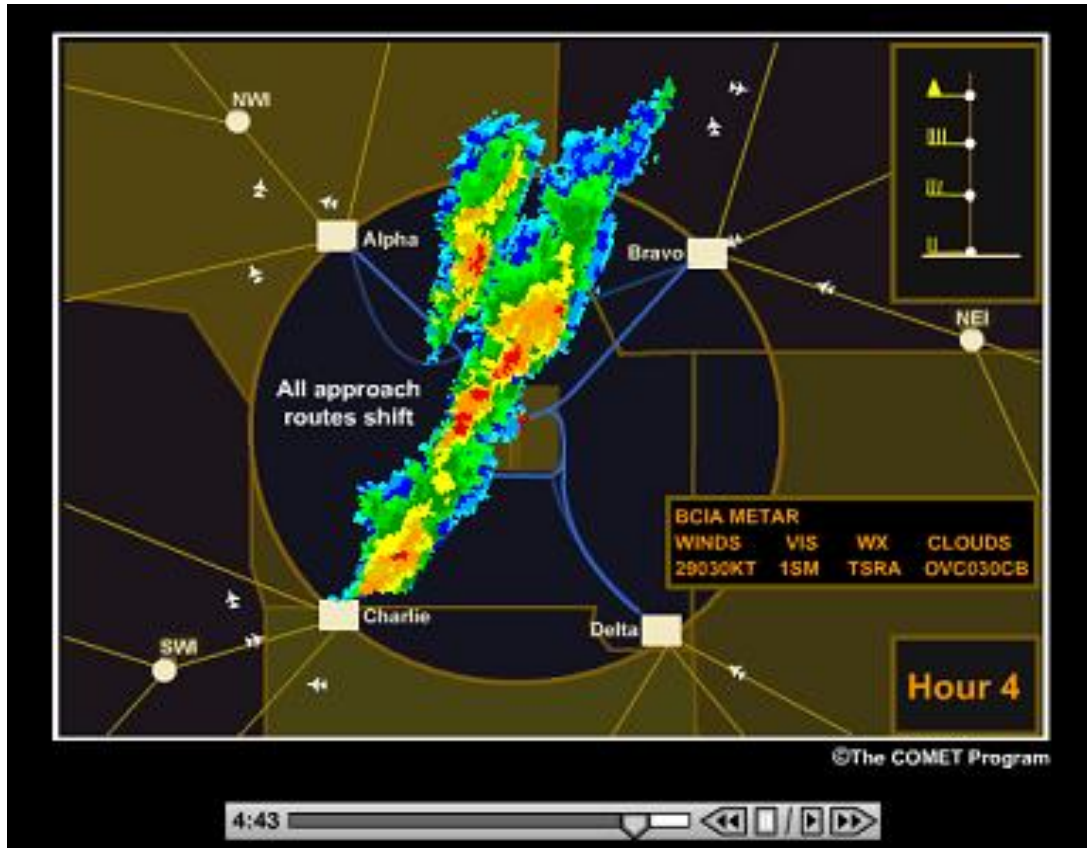 NWI
Alpha
Bravo
NEI
All approach
routes shift
BCIA METAR
WINDS VIS WX CLOUDS
29030KT 1SM TSRA OVC030CB
Charlie
Delta
SWI
Hour 4
©The COMET Program
4:43